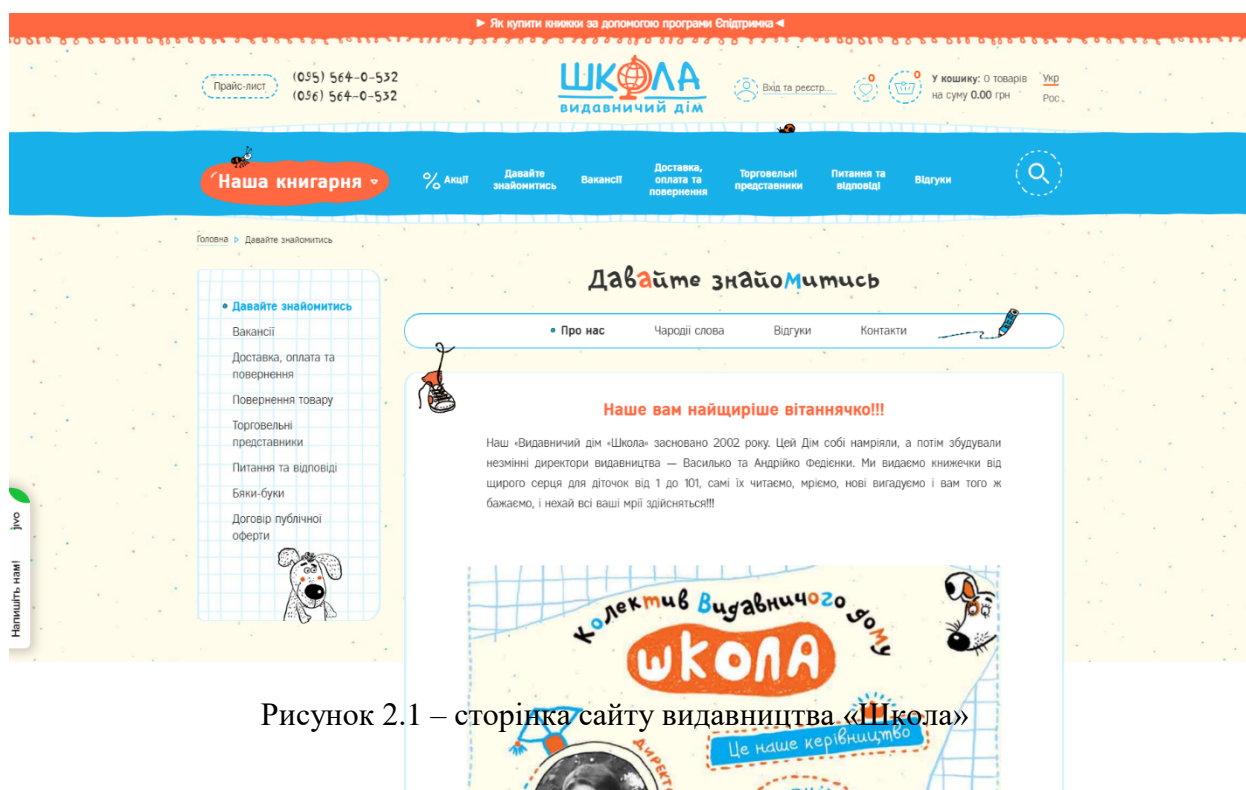 ► Як купити книжки за допомогою програми Єпідтримка ◄
Прайс-лист
(095) 564-0-532
(096) 564-0-532
ШКОЛА
видавничий дім
Вхід та реєстр...
0
0
У кошику: 0 товарів
на суму 0.00 грн
Укр
Рос.
Наша книгарня
% Акції
Давайте
знайомитись
Вакансії
Доставка,
оплата та
повернення
Торговельні
представники
Питання та
відповіді
Відгуки
Головна ▹ Давайте знайомитись
Давайте знайомитись
• Давайте знайомитись
Вакансії
Доставка, оплата та
повернення
Повернення товару
Торговельні
представники
Питання та відповіді
Бяки-буки
Договір публічної
оферти
• Про нас
Чародії слова
Відгуки
Контакти
Наше вам найщиріше вітаннячко!!!
Наш «Видавничий дім «Школа» засновано 2002 року. Цей Дім собі намріяли, а потім збудували
незмінні директори видавництва — Василько та Андрійко Федієнки. Ми видаємо книжечки від
щирого серця для діточок від 1 до 101, самі їх читаємо, мріємо, нові вигадуємо і вам того ж
бажаємо, і нехай всі ваші мрії здійсняться!!!
Напишіть нам! jivo
Колектив Видавничого дому
ШКОЛА
Рисунок 2.1 – сторінка сайту видавництва «Школа»
Це наше керівництво